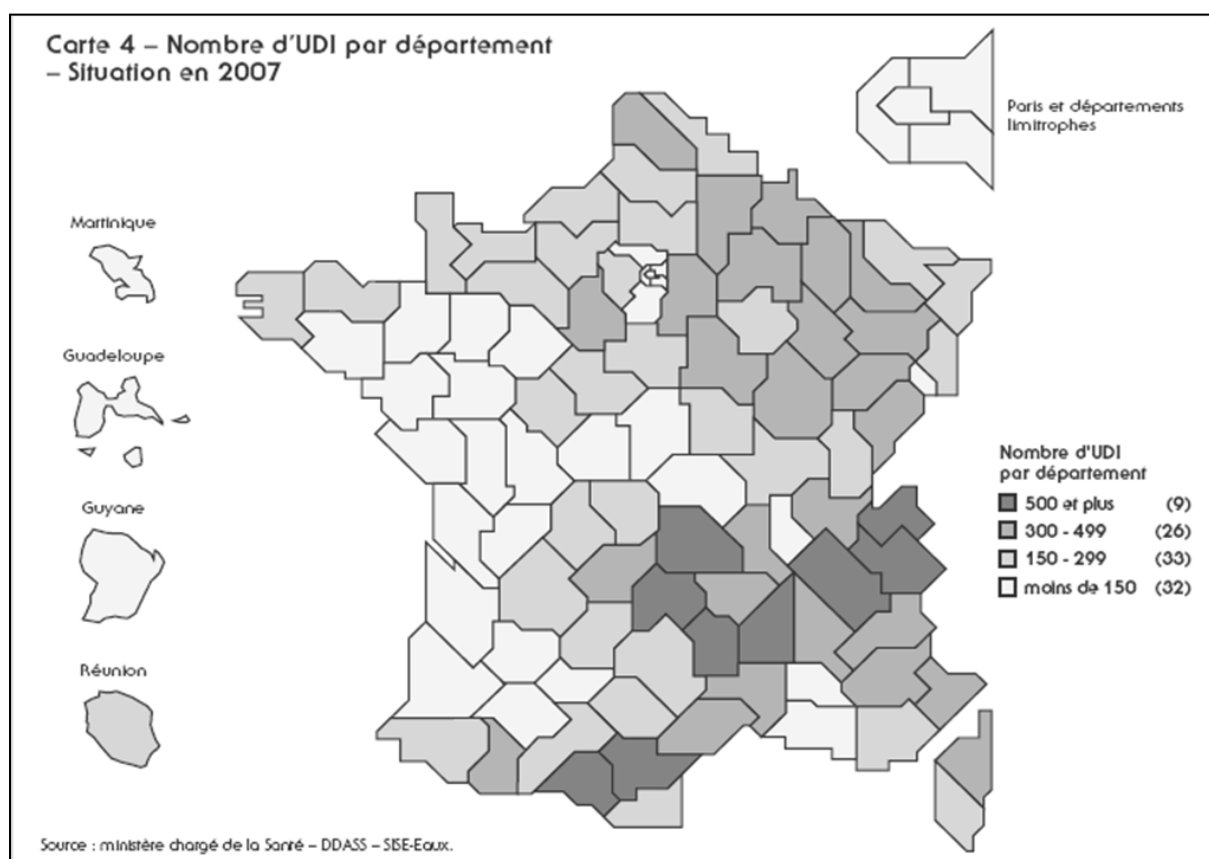 Carte 4 – Nombre d'UDI par département
– Situation en 2007
Paris et départements
limitrophes
Martinique
Guadeloupe
Guyane
Réunion
Nombre d'UDI
par département
500 et plus (9)
300 - 499 (26)
150 - 299 (33)
moins de 150 (32)
Source : ministère chargé de la Santé – DDASS – SISE-Eaux.